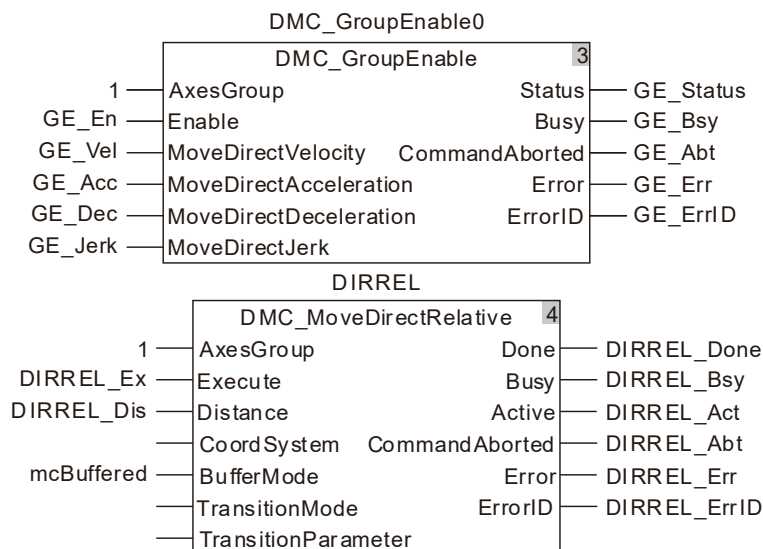 DMC_GroupEnable0
DMC_GroupEnable 3
1 AxesGroup Status GE_Status
GE_En Enable Busy GE_Bsy
GE_Vel MoveDirectVelocity CommandAborted GE_Abt
GE_Acc MoveDirectAcceleration Error GE_Err
GE_Dec MoveDirectDeceleration ErrorID GE_ErrID
GE_Jerk MoveDirectJerk
DIRREL
DMC_MoveDirectRelative 4
1 AxesGroup Done DIRREL_Done
DIRREL_Ex Execute Busy DIRREL_Bsy
DIRREL_Dis Distance Active DIRREL_Act
CoordSystem CommandAborted DIRREL_Abt
mcBuffered BufferMode Error DIRREL_Err
TransitionMode ErrorID DIRREL_ErrID
TransitionParameter